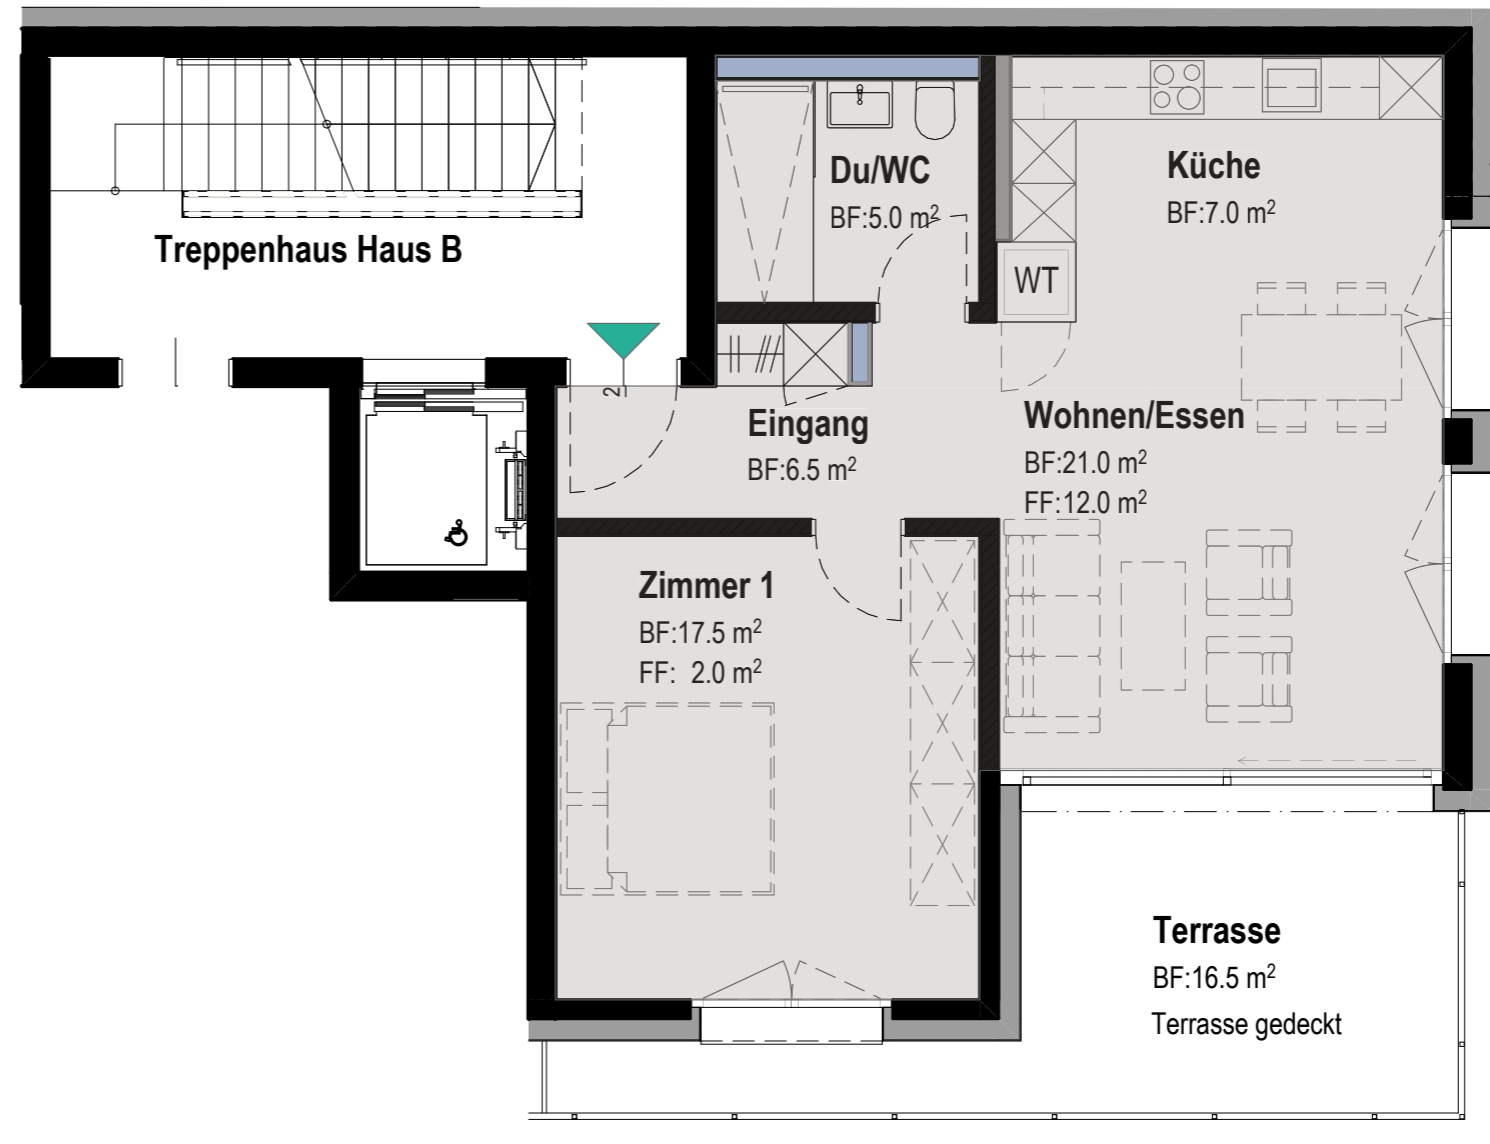 Du/WC
BF:5.0 m²
Küche
BF:7.0 m²
Treppenhaus Haus B
WT
2
Eingang
BF:6.5 m²
Wohnen/Essen
BF:21.0 m²
FF:12.0 m²
Zimmer 1
BF:17.5 m²
FF: 2.0 m²
Terrasse
BF:16.5 m²
Terrasse gedeckt